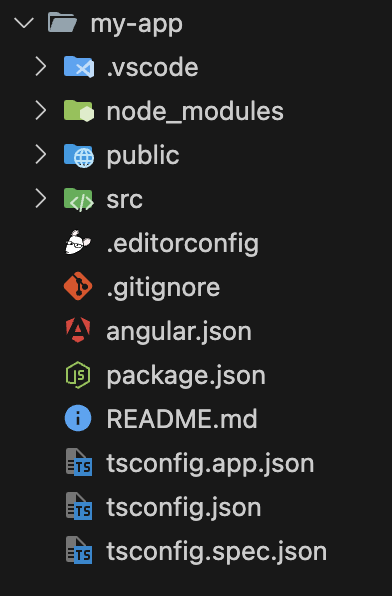 my-app
.vscode
node_modules
public
src
.editorconfig
.gitignore
angular.json
package.json
README.md
tsconfig.app.json
tsconfig.json
tsconfig.spec.json